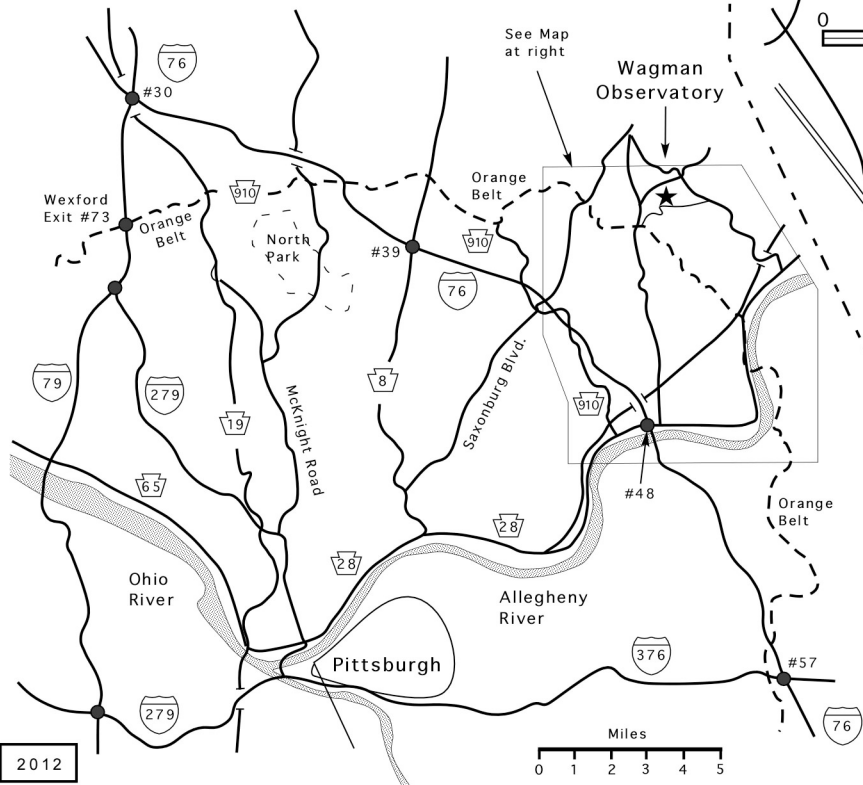 0
See Map
at right
76
Wagman
Observatory
#30
Orange
Belt
910
Wexford
Exit #73
Orange
Belt
North
Park
910
#39
76
79
279
8
Saxonburg Blvd.
910
19
McKnight Road
65
#48
28
Orange
Belt
28
Ohio
River
Allegheny
River
376
Pittsburgh
#57
279
76
Miles
2012
0 1 2 3 4 5